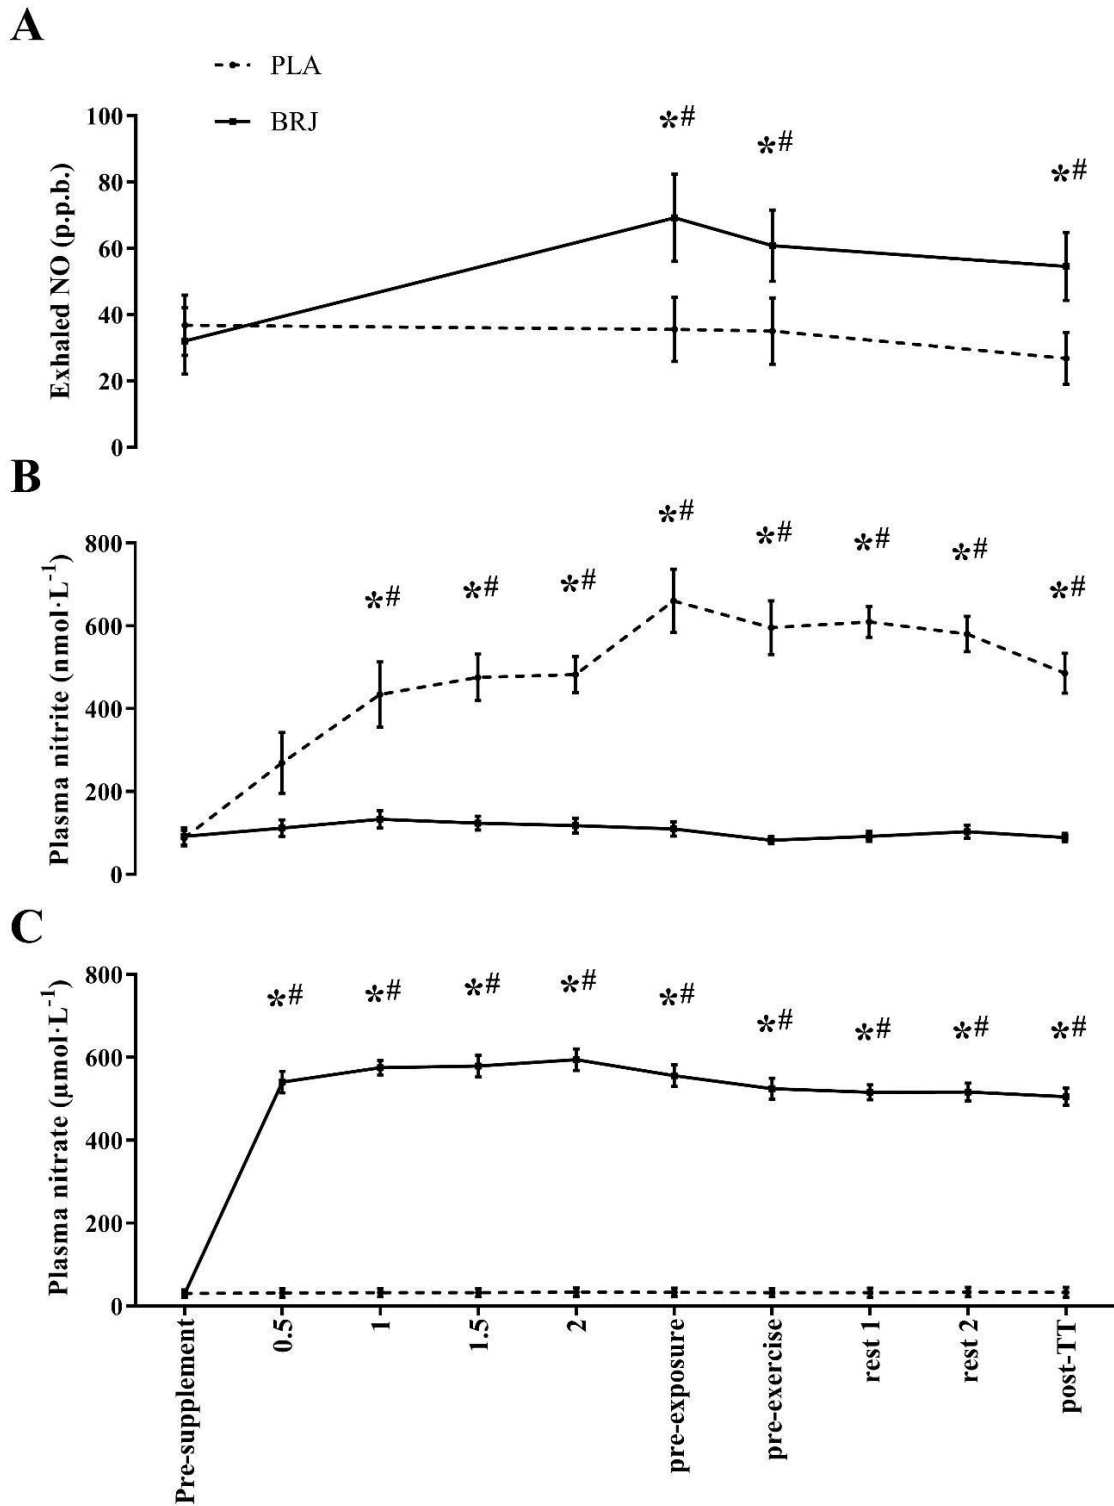 A
PLA
BRJ
Exhaled NO (p.p.b.)
100
80
60
40
20
0
*#
*#
*#
B
Plasma nitrite (nmol·L⁻¹)
800
600
400
200
0
*#
*#
*#
*#
*#
*#
*#
*#
C
Plasma nitrate (µmol·L⁻¹)
800
600
400
200
0
*#
*#
*#
*#
*#
*#
*#
*#
*#
Pre-supplement
0.5
1
1.5
2
pre-exposure
pre-exercise
rest 1
rest 2
post-TT